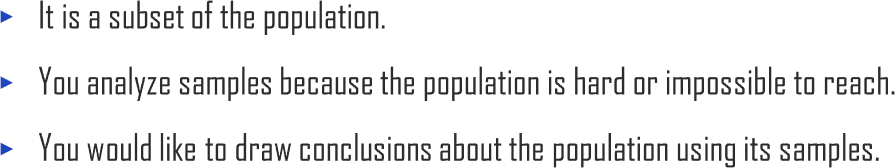 ▸ It is a subset of the population.
▸ You analyze samples because the population is hard or impossible to reach.
▸ You would like to draw conclusions about the population using its samples.